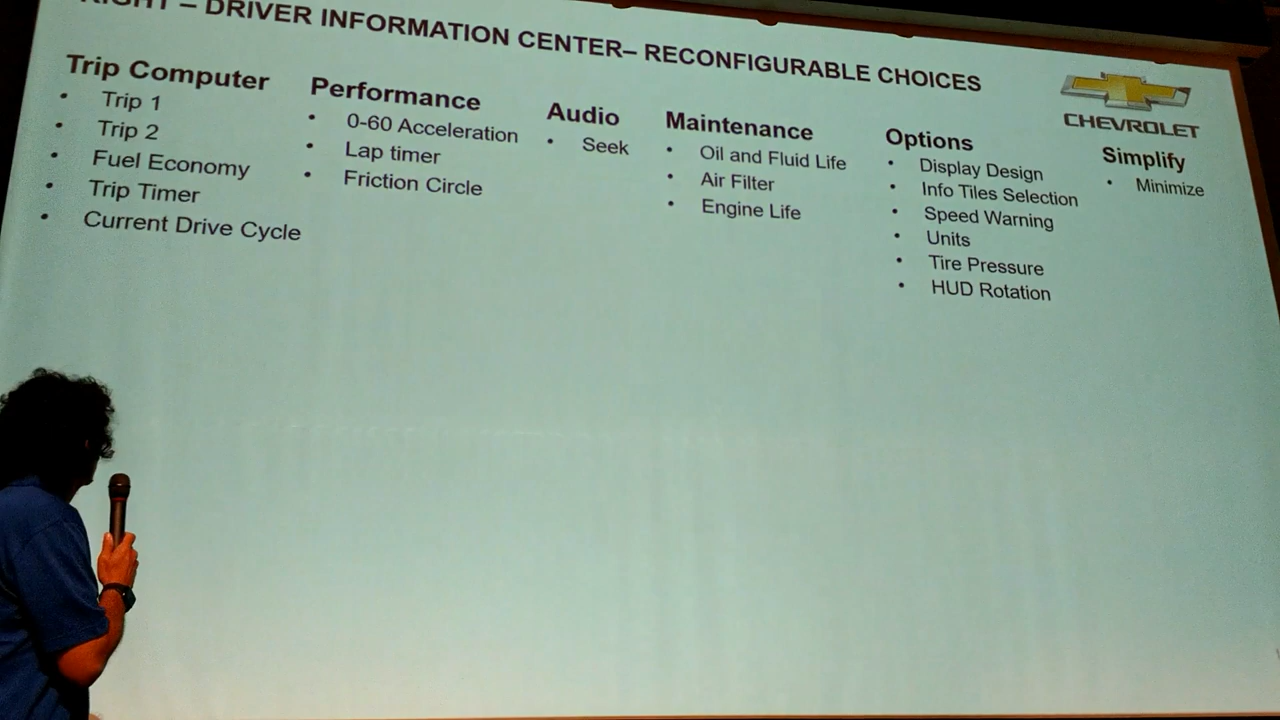 RIGHT – DRIVER INFORMATION CENTER– RECONFIGURABLE CHOICES
CHEVROLET
Trip Computer
• Trip 1
• Trip 2
• Fuel Economy
• Trip Timer
• Current Drive Cycle
Performance
• 0-60 Acceleration
• Lap timer
• Friction Circle
Audio
• Seek
Maintenance
• Oil and Fluid Life
• Air Filter
• Engine Life
Options
• Display Design
• Info Tiles Selection
• Speed Warning
• Units
• Tire Pressure
• HUD Rotation
Simplify
• Minimize